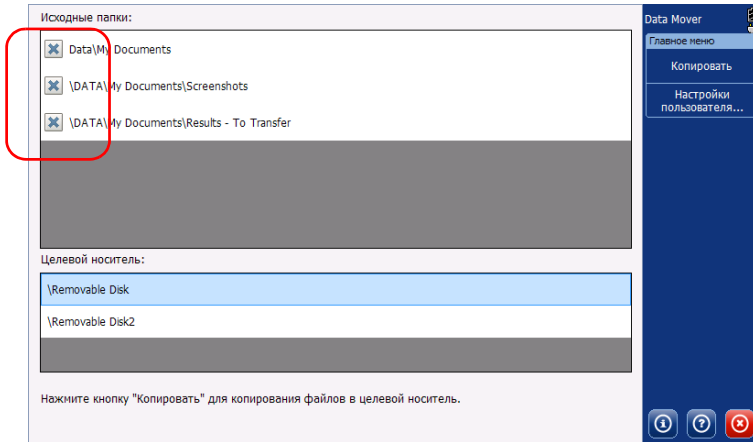 Исходные папки:
Data\My Documents
\DATA\My Documents\Screenshots
\DATA\My Documents\Results - To Transfer
Целевой носитель:
\Removable Disk
\Removable Disk2
Нажмите кнопку "Копировать" для копирования файлов в целевой носитель.
Data Mover
Главное меню
Копировать
Настройки
пользователя...